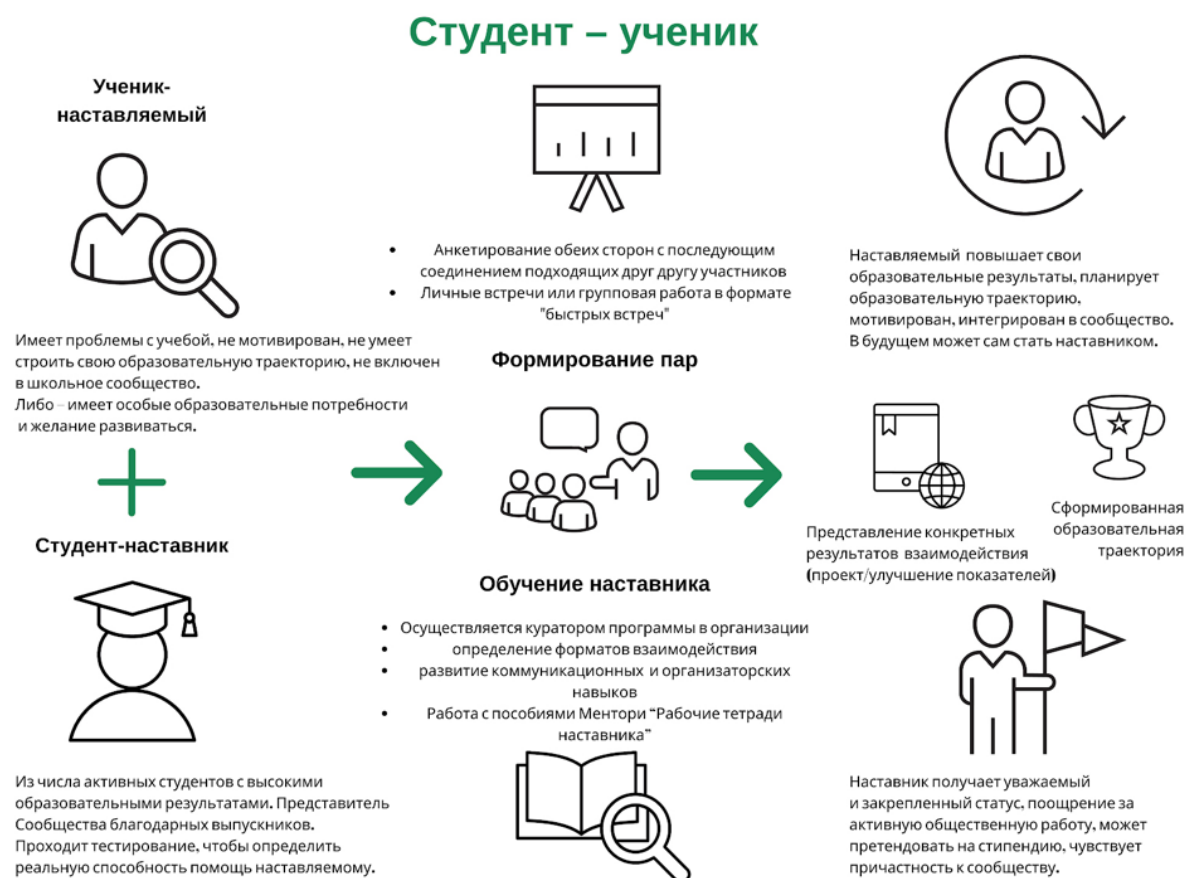 Студент – ученик
Ученик-
наставляемый
Имеет проблемы с учебой, не мотивирован, не умеет
строить свою образовательную траекторию, не включен
в школьное сообщество.
Либо – имеет особые образовательные потребности
и желание развиваться.
Студент-наставник
Из числа активных студентов с высокими
образовательными результатами. Представитель
Сообщества благодарных выпускников.
Проходит тестирование, чтобы определить
реальную способность помощь наставляемому.
• Анкетирование обеих сторон с последующим
соединением подходящих друг другу участников
• Личные встречи или групповая работа в формате
"быстрых встреч"
Формирование пар
Обучение наставника
• Осуществляется куратором программы в организации
• определение форматов взаимодействия
• развитие коммуникационных и организаторских
навыков
• Работа с пособиями Ментори “Рабочие тетради
наставника”
Наставляемый повышает свои
образовательные результаты, планирует
образовательную траекторию,
мотивирован, интегрирован в сообщество.
В будущем может сам стать наставником.
Представление конкретных
результатов взаимодействия
(проект/улучшение показателей)
Сформированная
образовательная
траектория
Наставник получает уважаемый
и закрепленный статус, поощрение за
активную общественную работу, может
претендовать на стипендию, чувствует
причастность к сообществу.